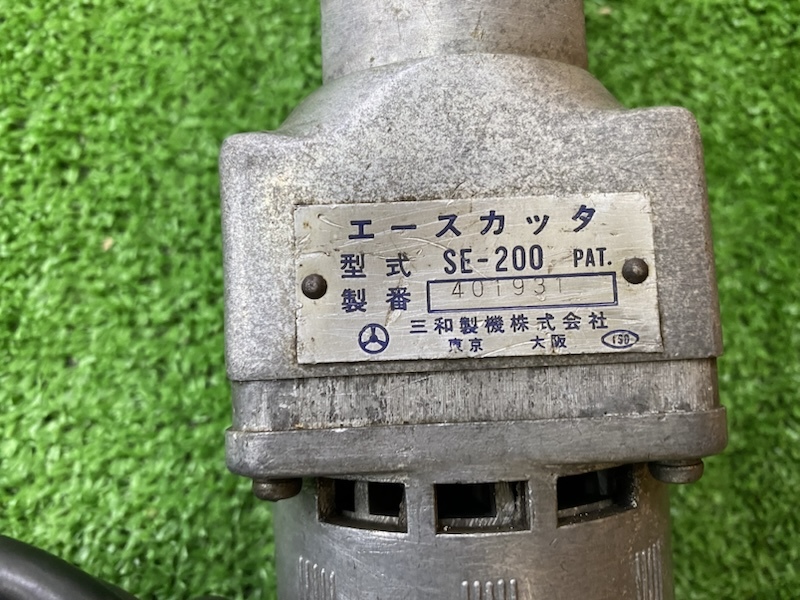 エースカッタ
型式 SE-200 PAT.
製番 401931
三和製機株式会社
東京 大阪